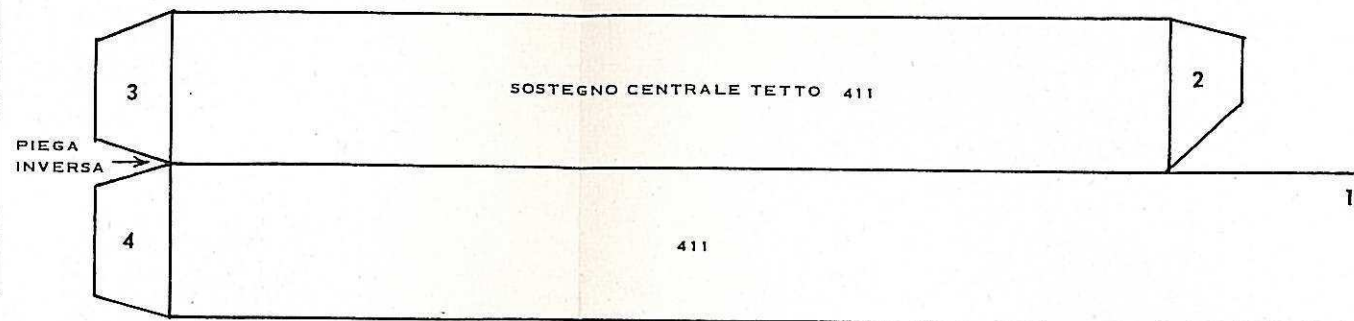 3
SOSTEGNO CENTRALE TETTO 411
2
PIEGA
INVERSA
1
4
411